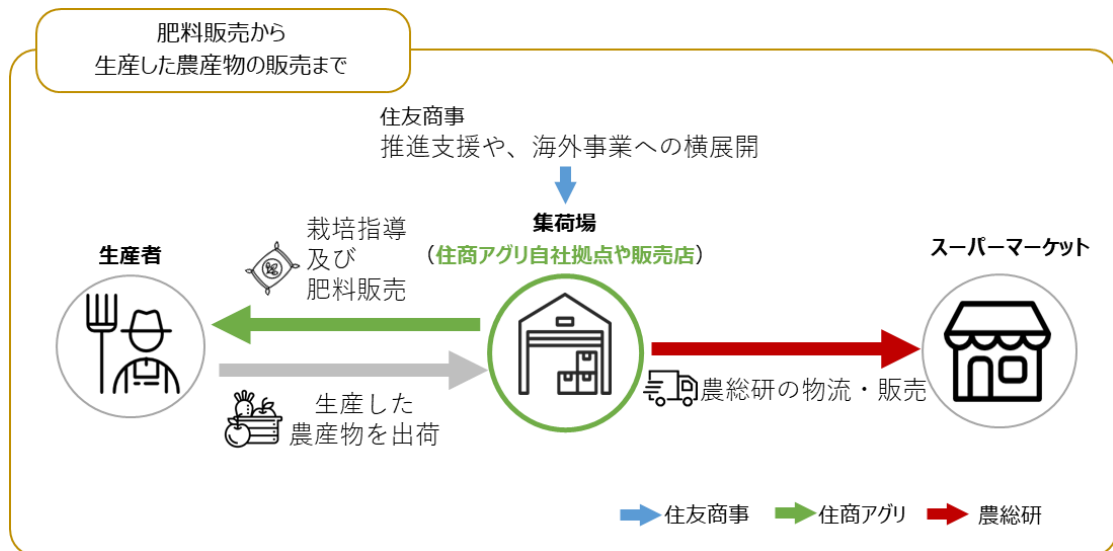 肥料販売から
生産した農産物の販売まで
住友商事
推進支援や、海外事業への横展開
集荷場
（住商アグリ自社拠点や販売店）
生産者
栽培指導
及び
肥料販売
スーパーマーケット
生産した
農産物を出荷
農総研の物流・販売
住友商事
住商アグリ
農総研